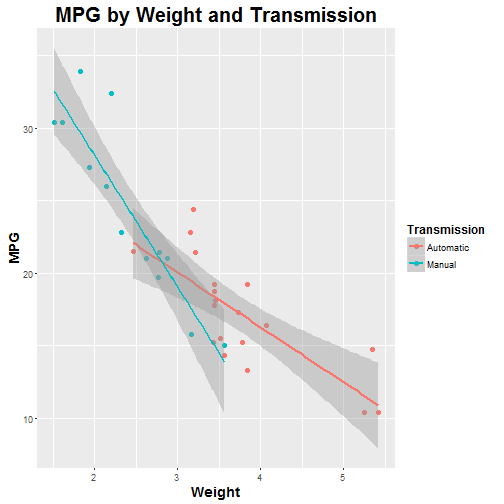 MPG by Weight and Transmission
MPG
30
20
10
2 3 4 5
Weight
Transmission
Automatic
Manual